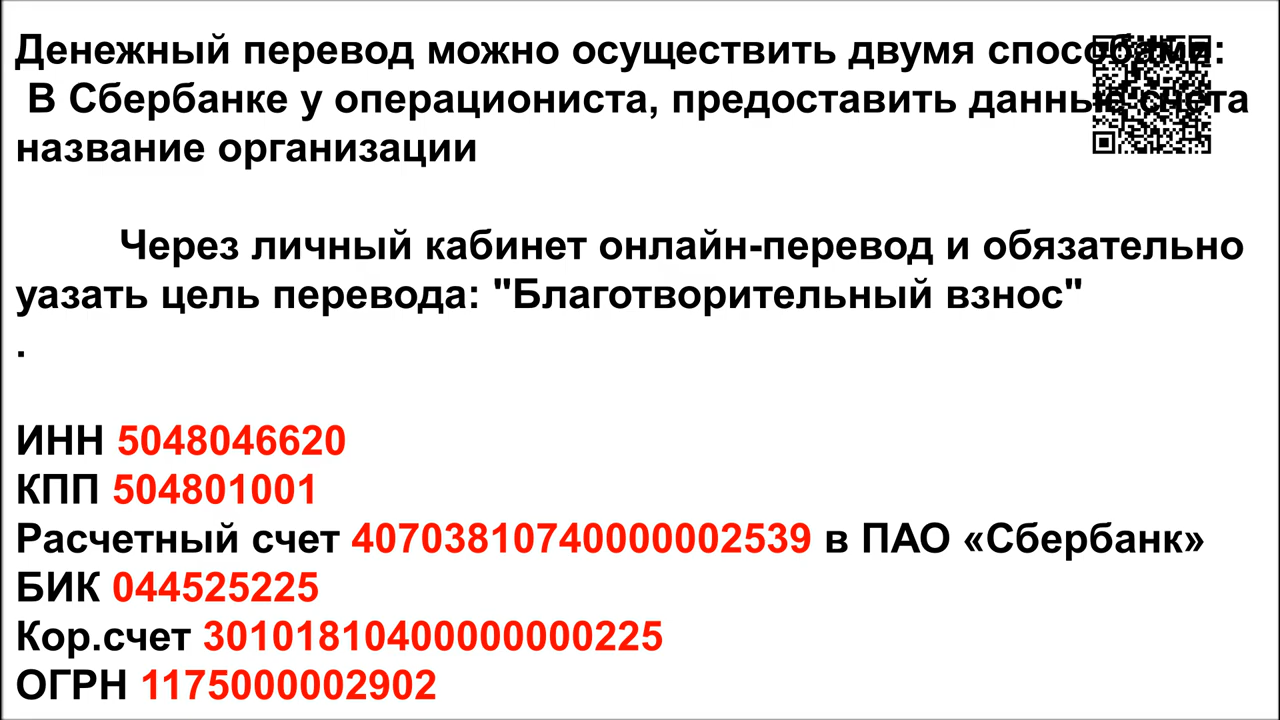 Денежный перевод можно осуществить двумя способами:
В Сбербанке у операциониста, предоставить данные счета
название организации
Через личный кабинет онлайн-перевод и обязательно
уазать цель перевода: "Благотворительный взнос"
.
ИНН 5048046620
КПП 504801001
Расчетный счет 40703810740000002539 в ПАО «Сбербанк»
БИК 044525225
Кор.счет 30101810400000000225
ОГРН 1175000002902